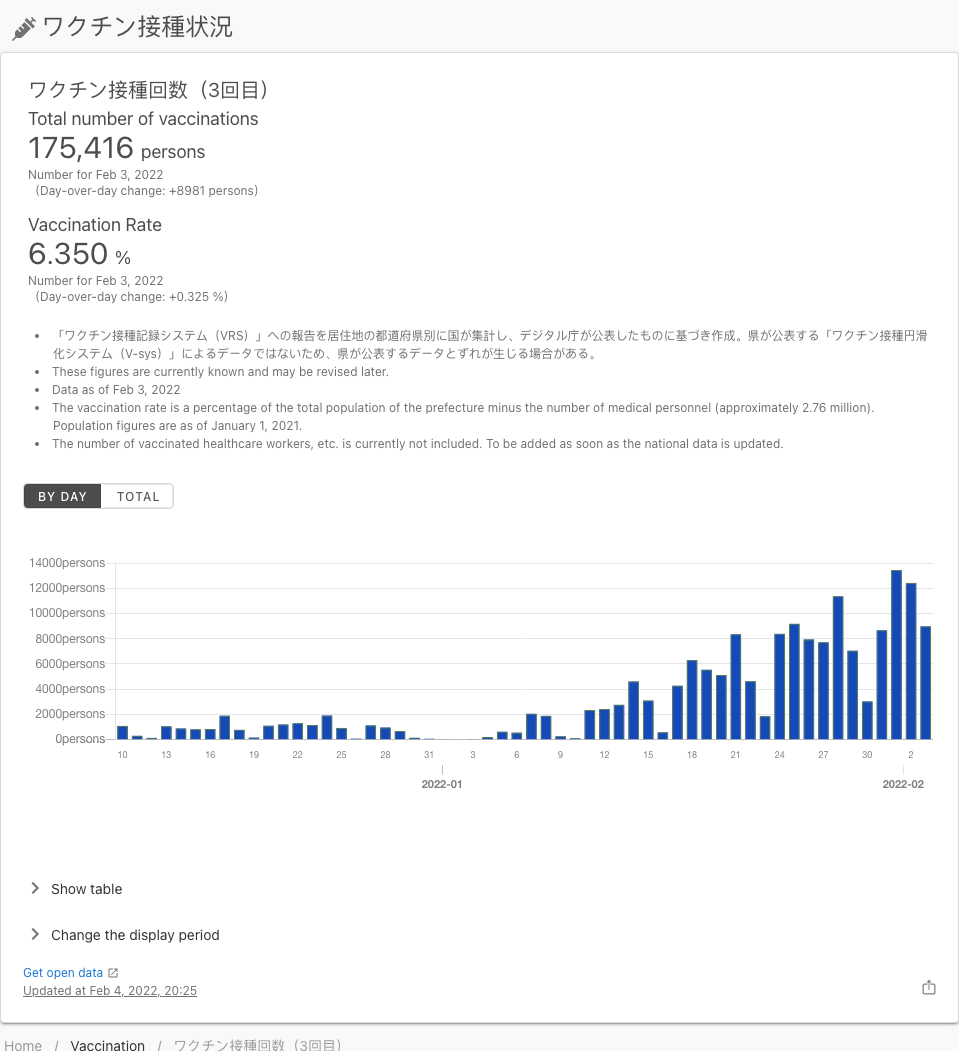 ワクチン接種状況
ワクチン接種回数（3回目）
Total number of vaccinations
175,416 persons
Number for Feb 3, 2022
（Day-over-day change: +8981 persons）
Vaccination Rate
6.350 %
Number for Feb 3, 2022
（Day-over-day change: +0.325 %）
• 「ワクチン接種記録システム（VRS）」への報告を居住地の都道府県別に国が集計し、デジタル庁が公表したものに基づき作成。県が公表する「ワクチン接種円滑
化システム（V-sys）」によるデータではないため、県が公表するデータとずれが生じる場合がある。
• These figures are currently known and may be revised later.
• Data as of Feb 3, 2022
• The vaccination rate is a percentage of the total population of the prefecture minus the number of medical personnel (approximately 2.76 million).
Population figures are as of January 1, 2021.
• The number of vaccinated healthcare workers, etc. is currently not included. To be added as soon as the national data is updated.
BY DAY TOTAL
14000persons
12000persons
10000persons
8000persons
6000persons
4000persons
2000persons
0persons
10 13 16 19 22 25 28 31 3 6 9 12 15 18 21 24 27 30 2
2022-01 2022-02
Show table
Change the display period
Get open data
Updated at Feb 4, 2022, 20:25
Home / Vaccination / ワクチン接種回数（3回目）